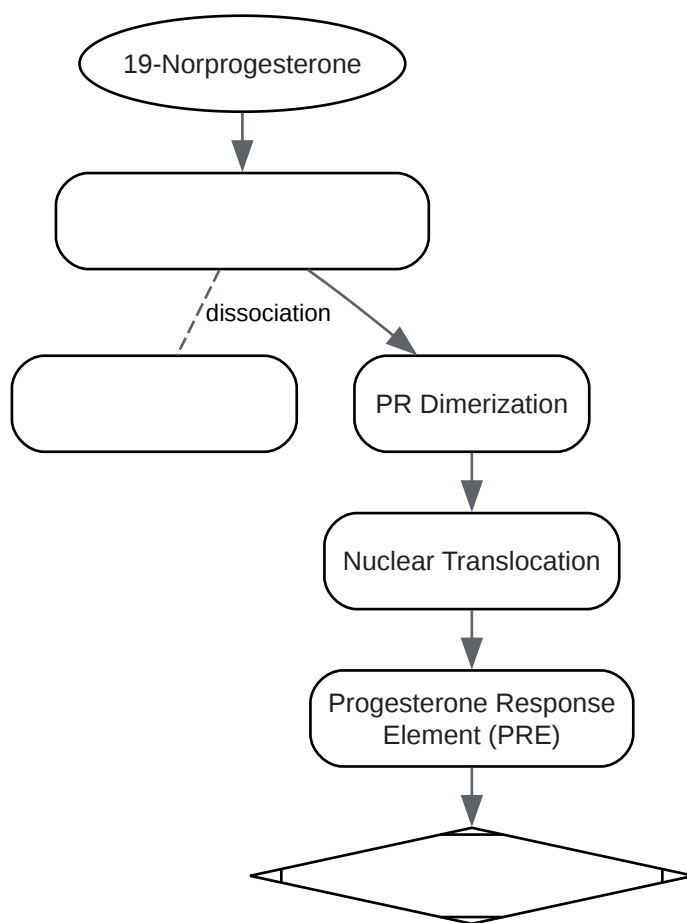 19-Norprogesterone
dissociation
PR Dimerization
Nuclear Translocation
Progesterone Response
Element (PRE)